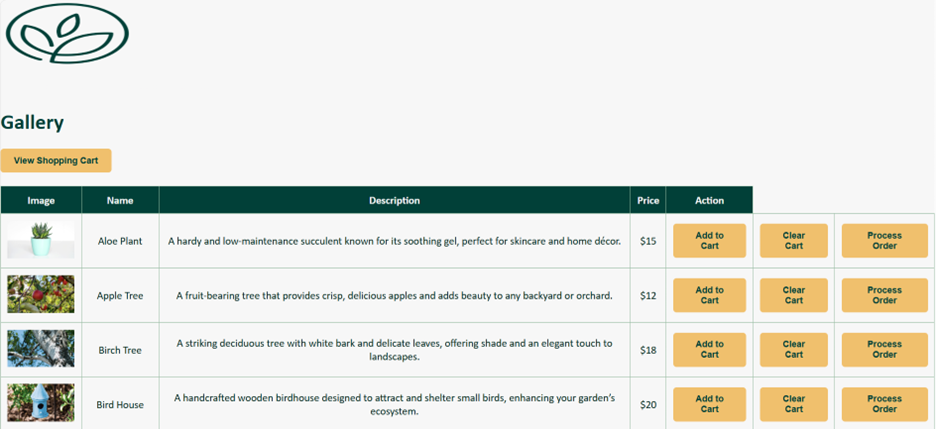 Gallery
View Shopping Cart
Image Name Description Price Action
Aloe Plant A hardy and low-maintenance succulent known for its soothing gel, perfect for skincare and home décor. $15 Add to Cart Clear Cart Process Order
Apple Tree A fruit-bearing tree that provides crisp, delicious apples and adds beauty to any backyard or orchard. $12 Add to Cart Clear Cart Process Order
Birch Tree A striking deciduous tree with white bark and delicate leaves, offering shade and an elegant touch to landscapes. $18 Add to Cart Clear Cart Process Order
Bird House A handcrafted wooden birdhouse designed to attract and shelter small birds, enhancing your garden’s ecosystem. $20 Add to Cart Clear Cart Process Order